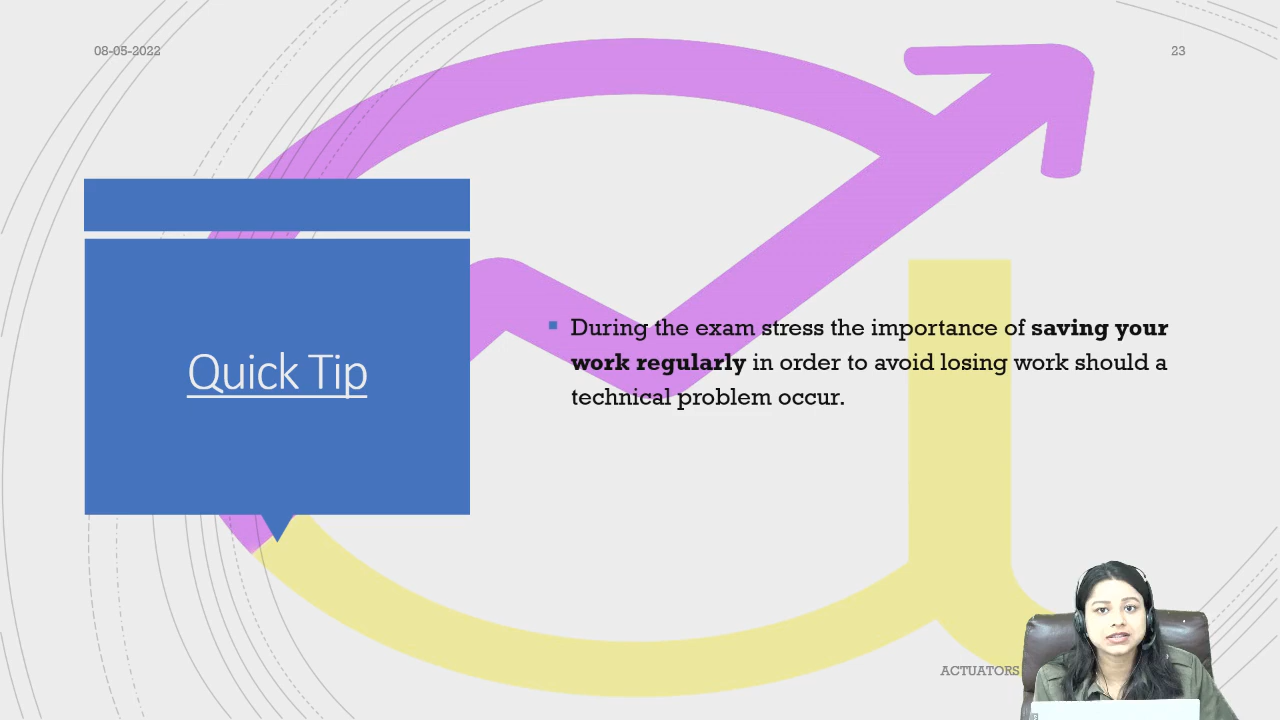 08-05-2022
23
Quick Tip
During the exam stress the importance of saving your
work regularly in order to avoid losing work should a
technical problem occur.
ACTUATORS